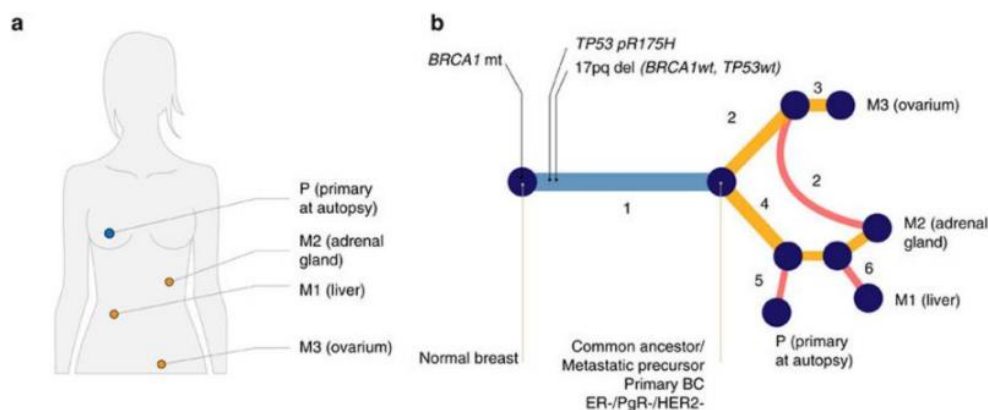 a
P (primary
at autopsy)
M2 (adrenal
gland)
M1 (liver)
M3 (ovarium)
b
TP53 pR175H
BRCA1 mt
17pq del (BRCA1wt, TP53wt)
3
M3 (ovarium)
2
2
1
4
M2 (adrenal
gland)
5
6
M1 (liver)
P (primary
at autopsy)
Normal breast
Common ancestor/
Metastatic precursor
Primary BC
ER-/PgR-/HER2-